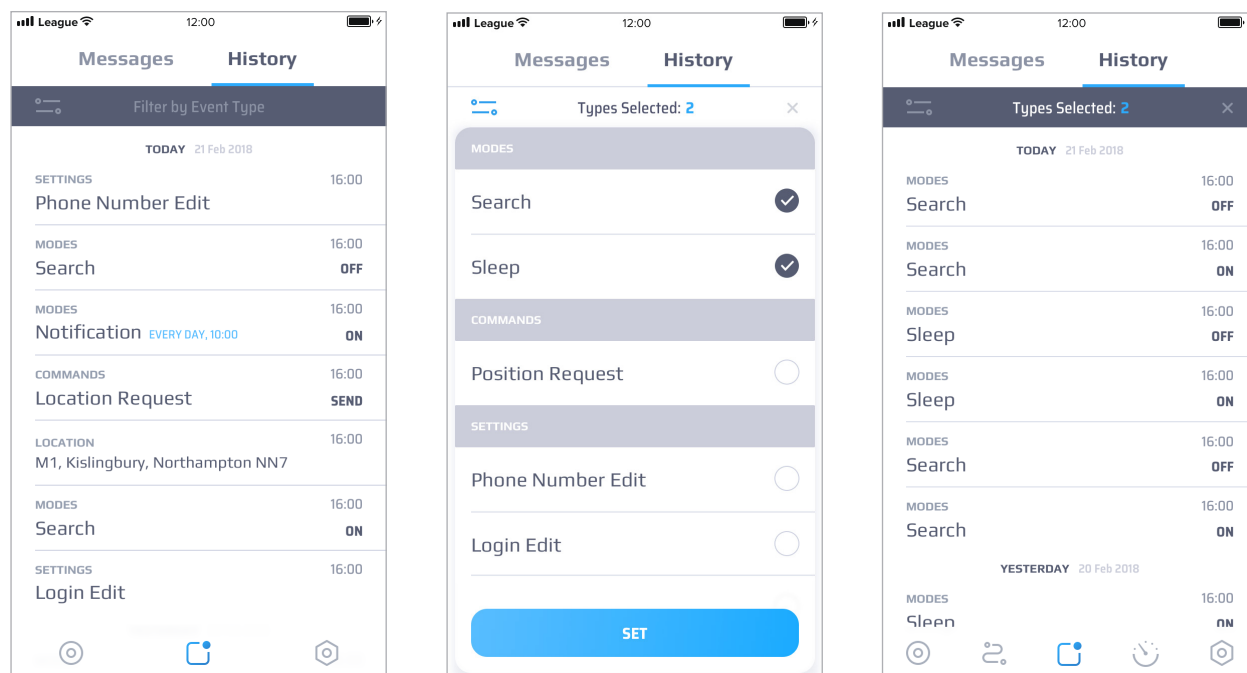 League 12:00
Messages History
Filter by Event Type
TODAY 21 Feb 2018
SETTINGS 16:00
Phone Number Edit
MODES 16:00
Search OFF
MODES 16:00
Notification EVERY DAY, 10:00 ON
COMMANDS 16:00
Location Request SEND
LOCATION 16:00
M1, Kislingbury, Northampton NN7
MODES 16:00
Search ON
SETTINGS 16:00
Login Edit
League 12:00
Messages History
Types Selected: 2
MODES
Search
Sleep
COMMANDS
Position Request
SETTINGS
Phone Number Edit
Login Edit
SET
League 12:00
Messages History
Types Selected: 2
TODAY 21 Feb 2018
MODES 16:00
Search OFF
MODES 16:00
Search ON
MODES 16:00
Sleep OFF
MODES 16:00
Sleep ON
MODES 16:00
Search OFF
MODES 16:00
Search ON
YESTERDAY 20 Feb 2018
MODES 16:00
Sleep ON